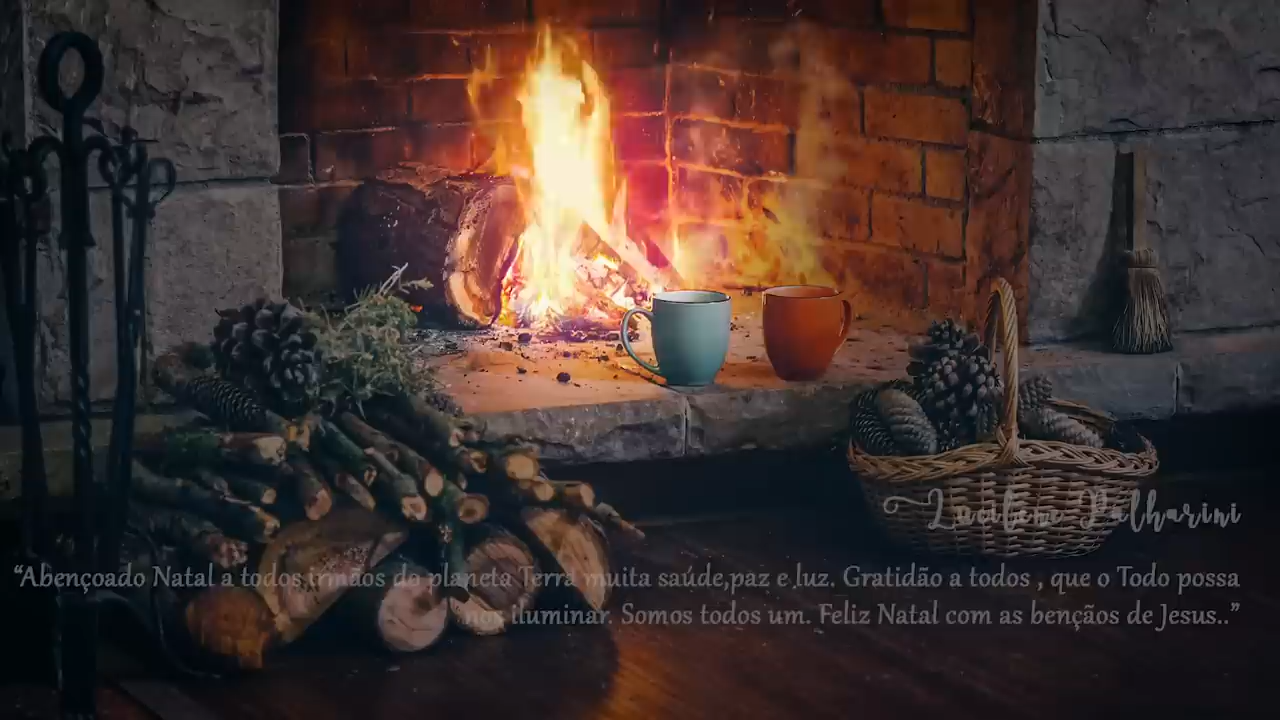 Lucilene Palharini
“Abençoado Natal a todos irmãos do planeta Terra muita saúde,paz e luz. Gratidão a todos , que o Todo possa
nos iluminar. Somos todos um. Feliz Natal com as bençãos de Jesus..”